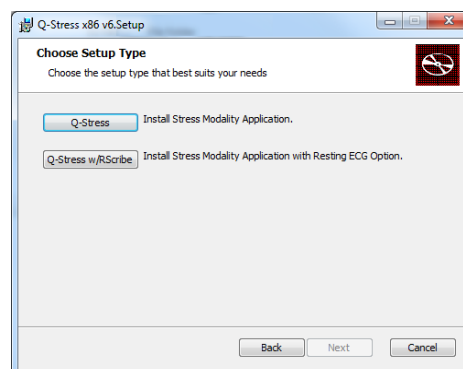 Q-Stress x86 v6.Setup
Choose Setup Type
Choose the setup type that best suits your needs
Q-Stress Install Stress Modality Application.
Q-Stress w/RScribe Install Stress Modality Application with Resting ECG Option.
Back Next Cancel